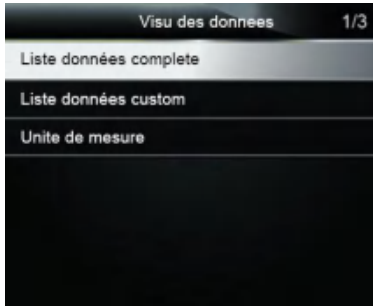 Visu des donnees 1/3
Liste données complete
Liste données custom
Unite de mesure